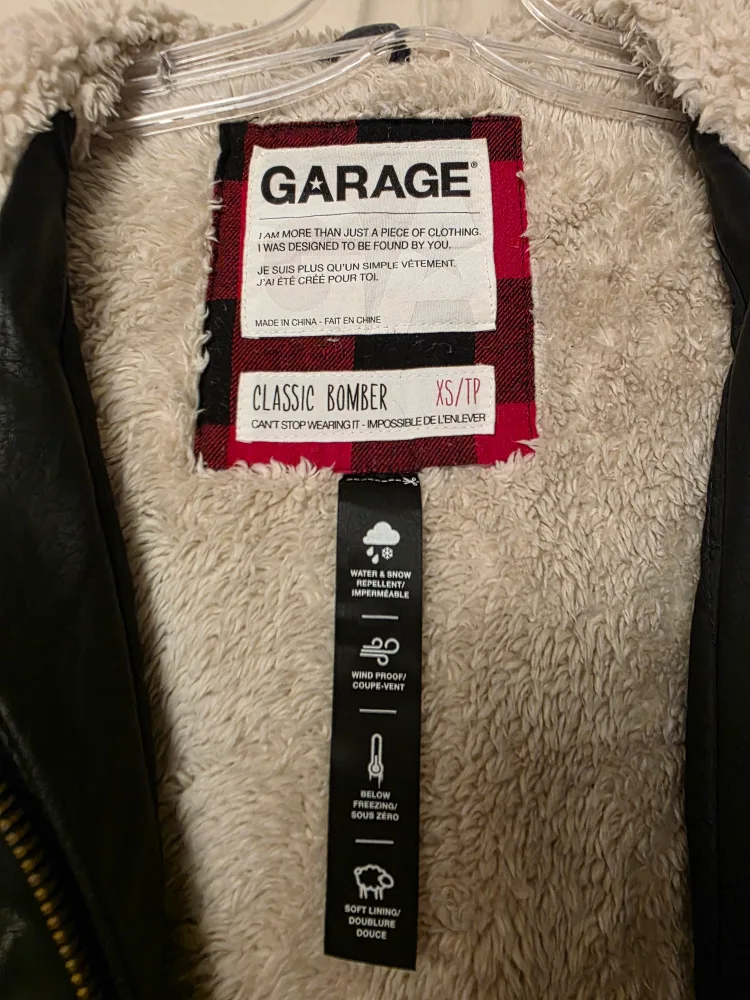 GARAGE®
I AM MORE THAN JUST A PIECE OF CLOTHING.
I WAS DESIGNED TO BE FOUND BY YOU.
JE SUIS PLUS QU'UN SIMPLE VÊTEMENT.
J'AI ÉTÉ CRÉÉ POUR TOI.
MADE IN CHINA - FAIT EN CHINE
CLASSIC BOMBER XS/TP
CAN'T STOP WEARING IT - IMPOSSIBLE DE L'ENLEVER
WATER & SNOW
REPELLENT/
IMPERMÉABLE
WIND PROOF/
COUPE-VENT
BELOW
FREEZING/
SOUS ZÉRO
SOFT LINING/
DOUBLURE
DOUCE